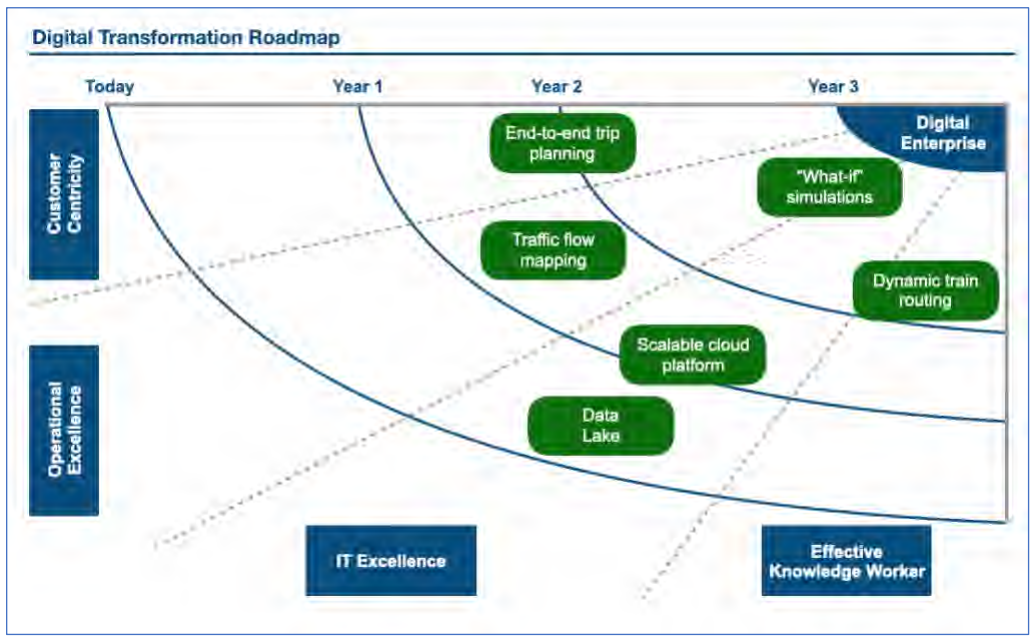 Digital Transformation Roadmap
Today
Year 1
Year 2
Year 3
Customer
Centricity
End-to-end trip
planning
Digital
Enterprise
"What-if"
simulations
Traffic flow
mapping
Dynamic train
routing
Operational
Excellence
Scalable cloud
platform
Data
Lake
IT Excellence
Effective
Knowledge Worker